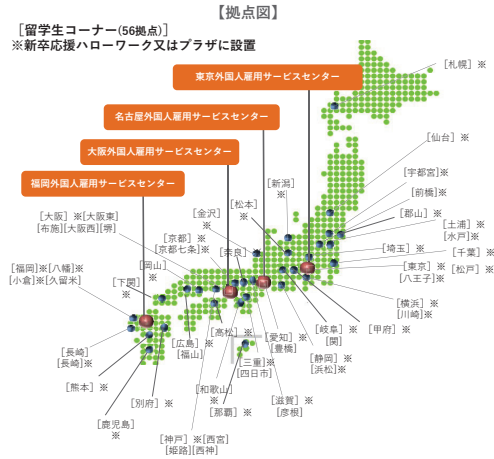 【拠点図】
［留学生コーナー(56拠点)］
※新卒応援ハローワーク又はプラザに設置
東京外国人雇用サービスセンター
名古屋外国人雇用サービスセンター
大阪外国人雇用サービスセンター
福岡外国人雇用サービスセンター
［札幌］※
［仙台］※
［宇都宮］※
［前橋］※
［郡山］※
［土浦］※
［水戸］※
［埼玉］※
［千葉］※
［松戸］※
［東京］※
［八王子］※
［横浜］※
［川崎］※
［新潟］※
［松本］※
［金沢］※
［大阪］※［大阪東］
［布施］［大阪西］［堺］
［京都］※
［京都七条］※
［奈良］※
［岡山］※
［福岡］※［八幡］※
［小倉］※［久留米］
［下関］※
［長崎］
［長崎］※
［熊本］※
［別府］※
［鹿児島］※
［広島］※
［福山］
［高松］※
［和歌山］※
［那覇］※
［神戸］※［西宮］
［姫路］［西神］
［三重］※
［四日市］
［愛知］※
［豊橋］
［滋賀］※
［彦根］
［岐阜］※
［関］
［静岡］※
［浜松］※
［甲府］※